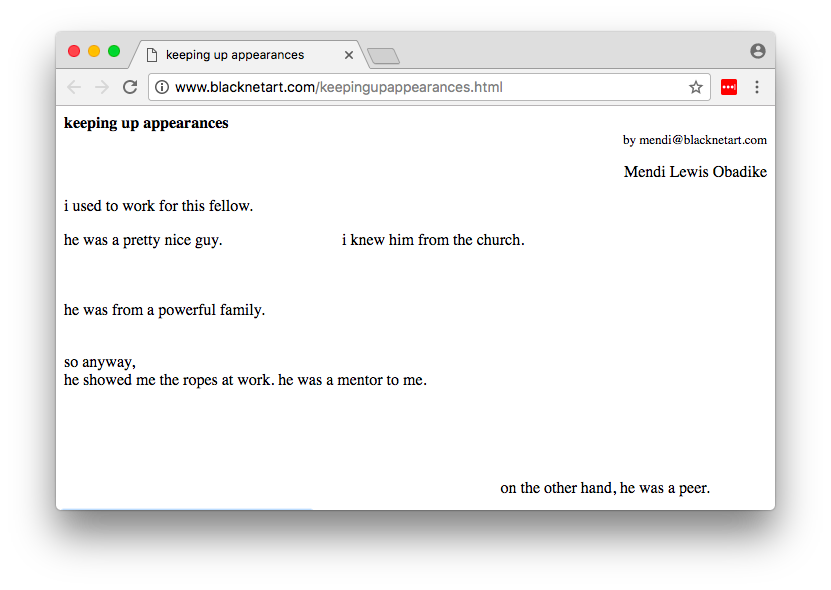 keeping up appearances
www.blacknetart.com/keepingupappearances.html
keeping up appearances
by mendi@blacknetart.com
Mendi Lewis Obadike
i used to work for this fellow.
he was a pretty nice guy. i knew him from the church.
he was from a powerful family.
so anyway,
he showed me the ropes at work. he was a mentor to me.
on the other hand, he was a peer.